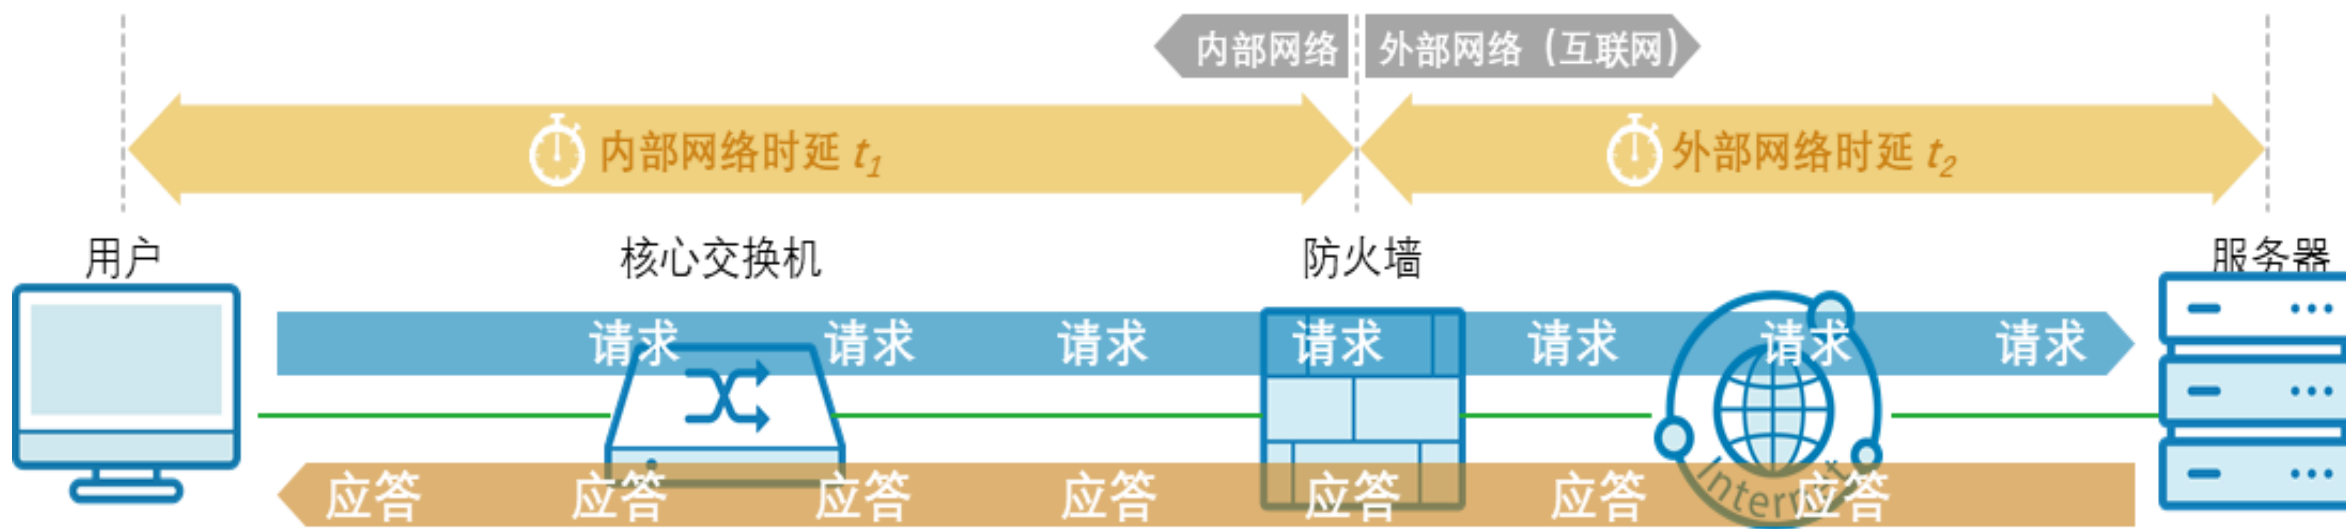 内部网络 外部网络（互联网）
内部网络时延 t1 外部网络时延 t2
用户 核心交换机 防火墙 服务器
请求 请求 请求 请求 请求 请求 请求
应答 应答 应答 应答 应答 应答 应答
Internet